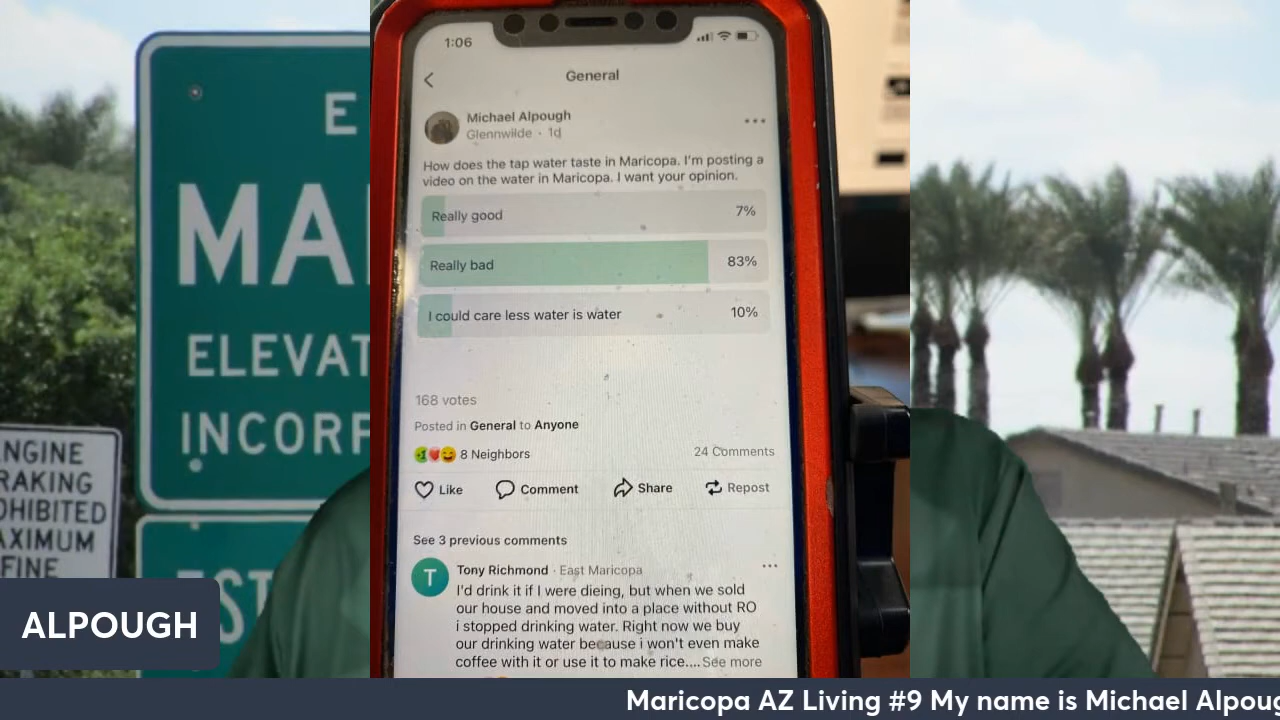 E
MA
ELEVAT
INCORP
NGINE
RAKING
OHIBITED
AXIMUM
FINE
EST
1:06
General
Michael Alpough
Glennwilde · 1d
How does the tap water taste in Maricopa. I'm posting a
video on the water in Maricopa. I want your opinion.
Really good 7%
Really bad 83%
I could care less water is water 10%
168 votes
Posted in General to Anyone
8 Neighbors 24 Comments
Like Comment Share Repost
See 3 previous comments
T
Tony Richmond · East Maricopa
I'd drink it if I were dieing, but when we sold
our house and moved into a place without RO
i stopped drinking water. Right now we buy
our drinking water because i won't even make
coffee with it or use it to make rice.... See more
ALPOUGH
Maricopa AZ Living #9 My name is Michael Alpoug